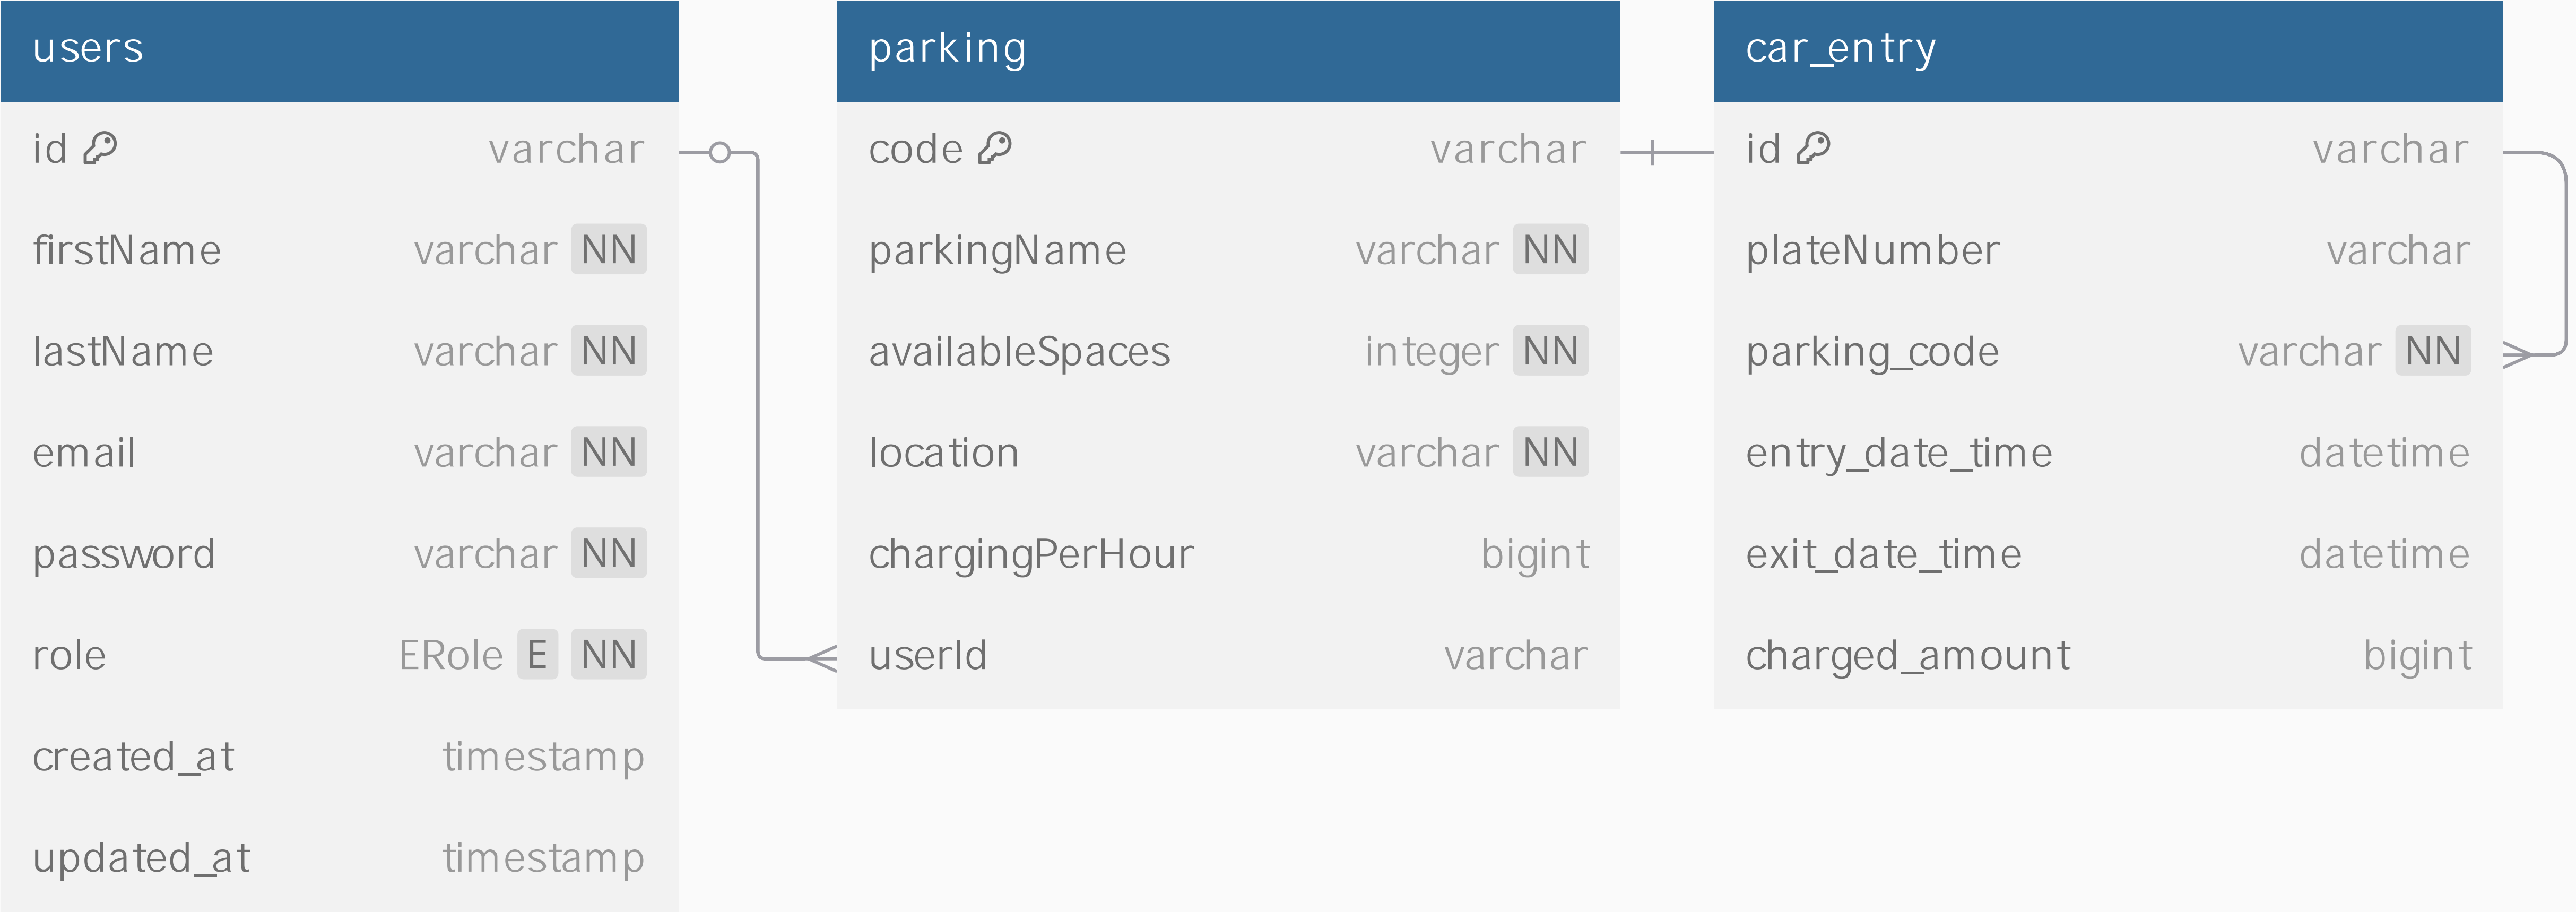 users
id varchar
firstName varchar NN
lastName varchar NN
email varchar NN
password varchar NN
role ERole E NN
created_at timestamp
updated_at timestamp
parking
code varchar
parkingName varchar NN
availableSpaces integer NN
location varchar NN
chargingPerHour bigint
userId varchar
car_entry
id varchar
plateNumber varchar
parking_code varchar NN
entry_date_time datetime
exit_date_time datetime
charged_amount bigint